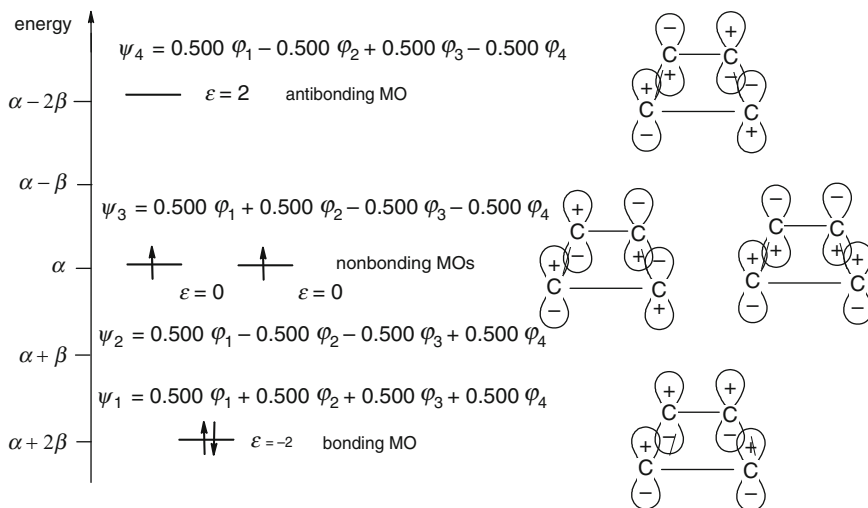 energy
ψ4 = 0.500 φ1 − 0.500 φ2 + 0.500 φ3 − 0.500 φ4
α − 2β
ε = 2 antibonding MO
α − β
ψ3 = 0.500 φ1 + 0.500 φ2 − 0.500 φ3 − 0.500 φ4
α
nonbonding MOs
ε = 0 ε = 0
ψ2 = 0.500 φ1 − 0.500 φ2 − 0.500 φ3 + 0.500 φ4
α + β
ψ1 = 0.500 φ1 + 0.500 φ2 + 0.500 φ3 + 0.500 φ4
α + 2β
ε = −2 bonding MO
− +
C C
+ + − −
C C
− +
+ −
C C
+ − + −
C C
− +
− −
C C
+ + + +
C C
− −
+ +
C C
+ − − +
C C
− −